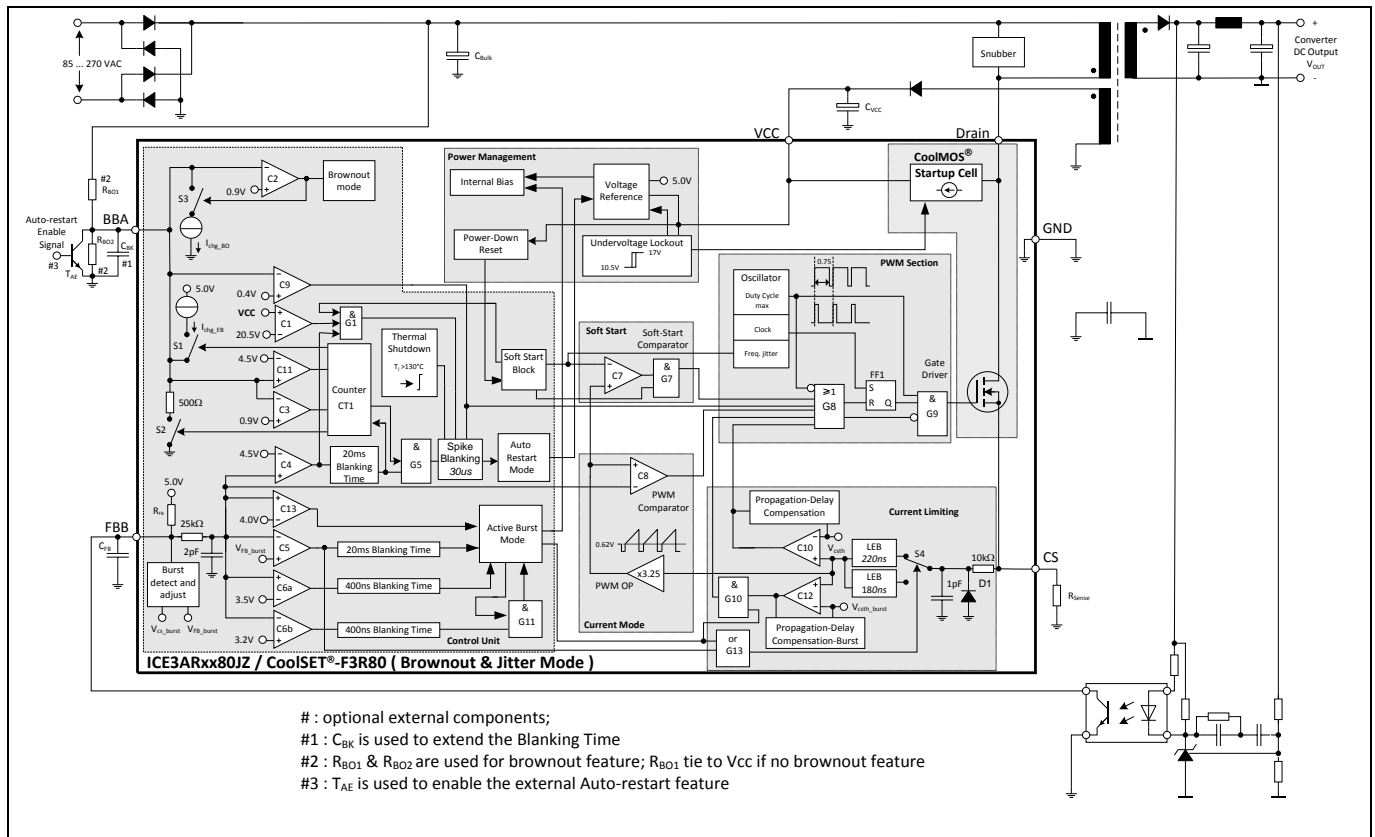 85 ... 270 VAC
C_Bulk
Snubber
+
Converter
DC Output
V_OUT
-
C_VCC
VCC
Drain
#2
R_BO1
Auto-restart
Enable
Signal
BBA
#3
T_AE
R_BO2
#2
C_BK
#1
S3
0.9V
C2
Brownout
mode
I_chg_BO
5.0V
I_chg_EB
S1
500Ω
S2
0.4V
C9
VCC
C1
20.5V
&
G1
4.5V
C11
C3
0.9V
Counter
CT1
Thermal
Shutdown
Tj >130°C
4.5V
C4
20ms
Blanking
Time
&
G5
Spike
Blanking
30us
Auto
Restart
Mode
Power Management
Internal Bias
Voltage
Reference
5.0V
Power-Down
Reset
Undervoltage Lockout
17V
10.5V
CoolMOS®
Startup Cell
GND
PWM Section
Oscillator
Duty Cycle
max
Clock
Freq. jitter
0.75
Soft Start
Soft-Start
Comparator
Soft Start
Block
C7
&
G7
≥1
G8
FF1
S
R
Q
Gate
Driver
&
G9
FBB
5.0V
R_FB
25kΩ
2pF
C_FB
Burst
detect and
adjust
V_cs_burst
V_FB_burst
C13
4.0V
C5
V_FB_burst
20ms Blanking Time
C6a
3.5V
400ns Blanking Time
C6b
3.2V
400ns Blanking Time
Active Burst
Mode
&
G11
Control Unit
C8
PWM
Comparator
0.62V
x3.25
PWM OP
Current Mode
Propagation-Delay
Compensation
Current Limiting
V_csth
C10
LEB
220ns
LEB
180ns
S4
10kΩ
1pF
D1
CS
R_Sense
&
G10
C12
V_csth_burst
Propagation-Delay
Compensation-Burst
or
G13
ICE3ARxx80JZ / CoolSET®-F3R80 ( Brownout & Jitter Mode )
# : optional external components;
#1 : C_BK is used to extend the Blanking Time
#2 : R_BO1 & R_BO2 are used for brownout feature; R_BO1 tie to Vcc if no brownout feature
#3 : T_AE is used to enable the external Auto-restart feature